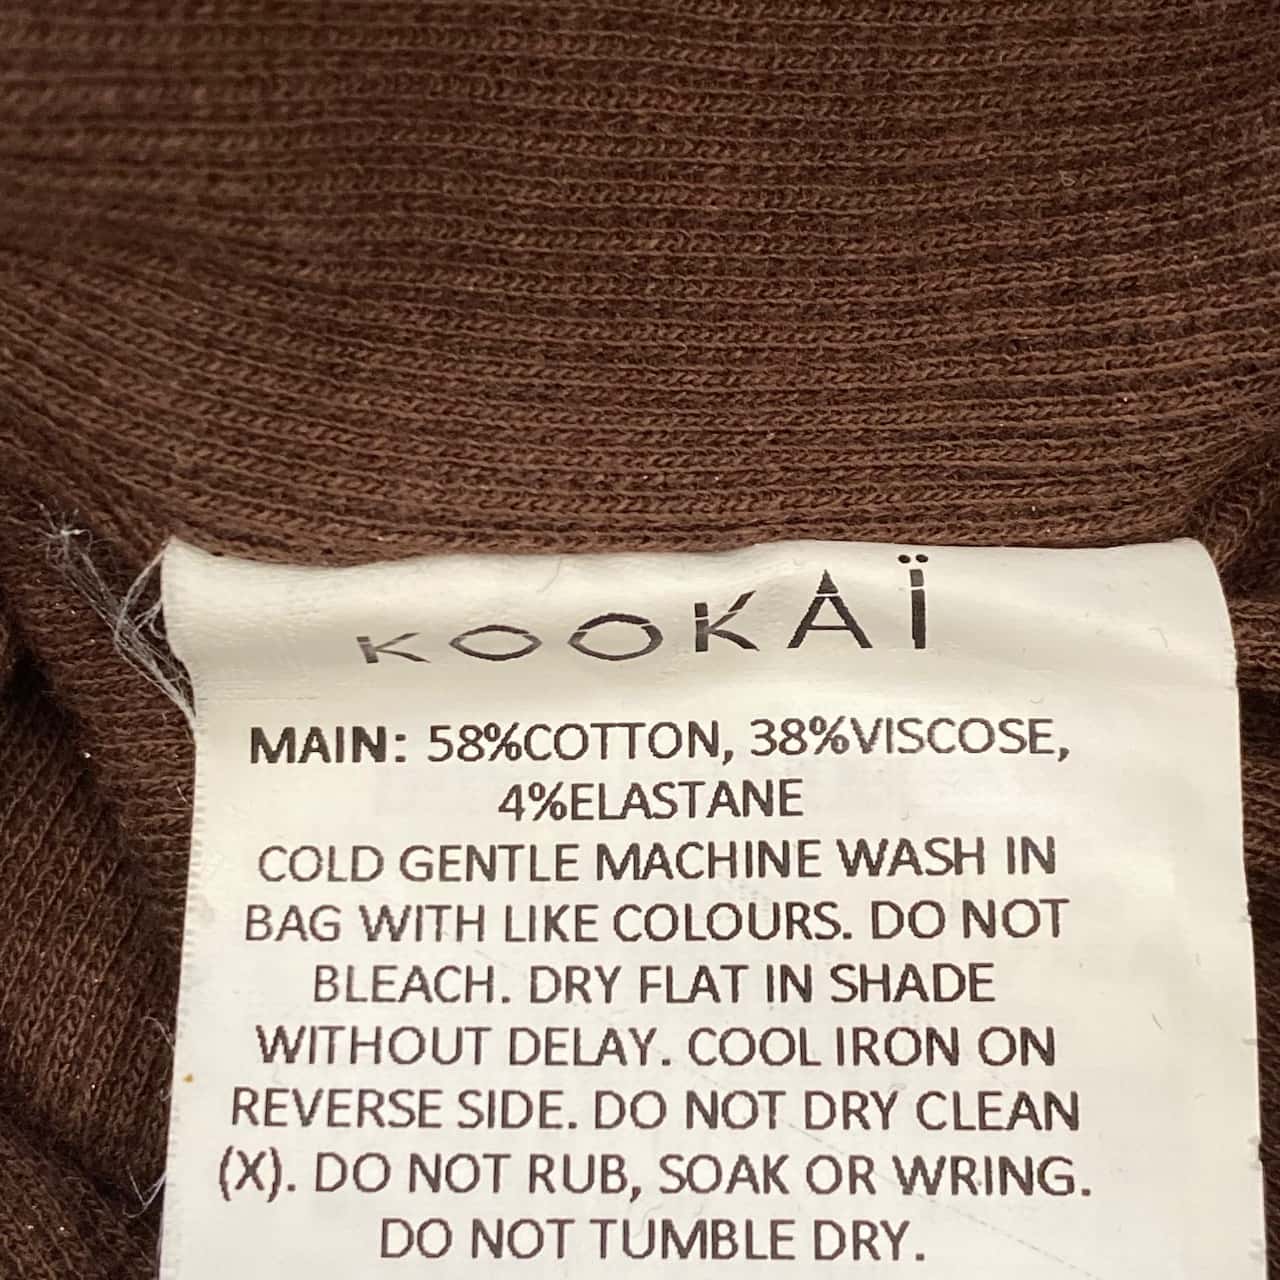 KOOKAÏ
MAIN: 58%COTTON, 38%VISCOSE,
4%ELASTANE
COLD GENTLE MACHINE WASH IN
BAG WITH LIKE COLOURS. DO NOT
BLEACH. DRY FLAT IN SHADE
WITHOUT DELAY. COOL IRON ON
REVERSE SIDE. DO NOT DRY CLEAN
(X). DO NOT RUB, SOAK OR WRING.
DO NOT TUMBLE DRY.